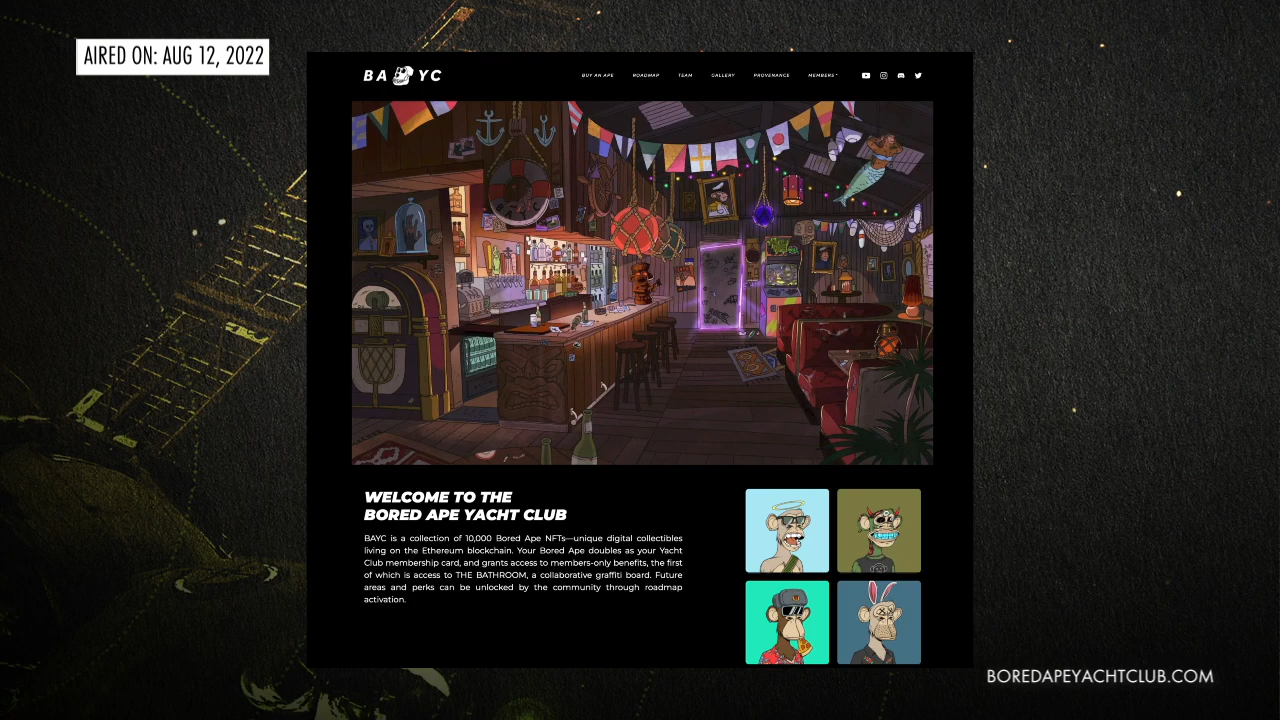 AIRED ON: AUG 12, 2022
BA YC
BUY AN APE ROADMAP TEAM GALLERY PROVENANCE MEMBERS
WELCOME TO THE
BORED APE YACHT CLUB
BAYC is a collection of 10,000 Bored Ape NFTs—unique digital collectibles
living on the Ethereum blockchain. Your Bored Ape doubles as your Yacht
Club membership card, and grants access to members-only benefits, the first
of which is access to THE BATHROOM, a collaborative graffiti board. Future
areas and perks can be unlocked by the community through roadmap
activation.
BOREDAPEYACHTCLUB.COM